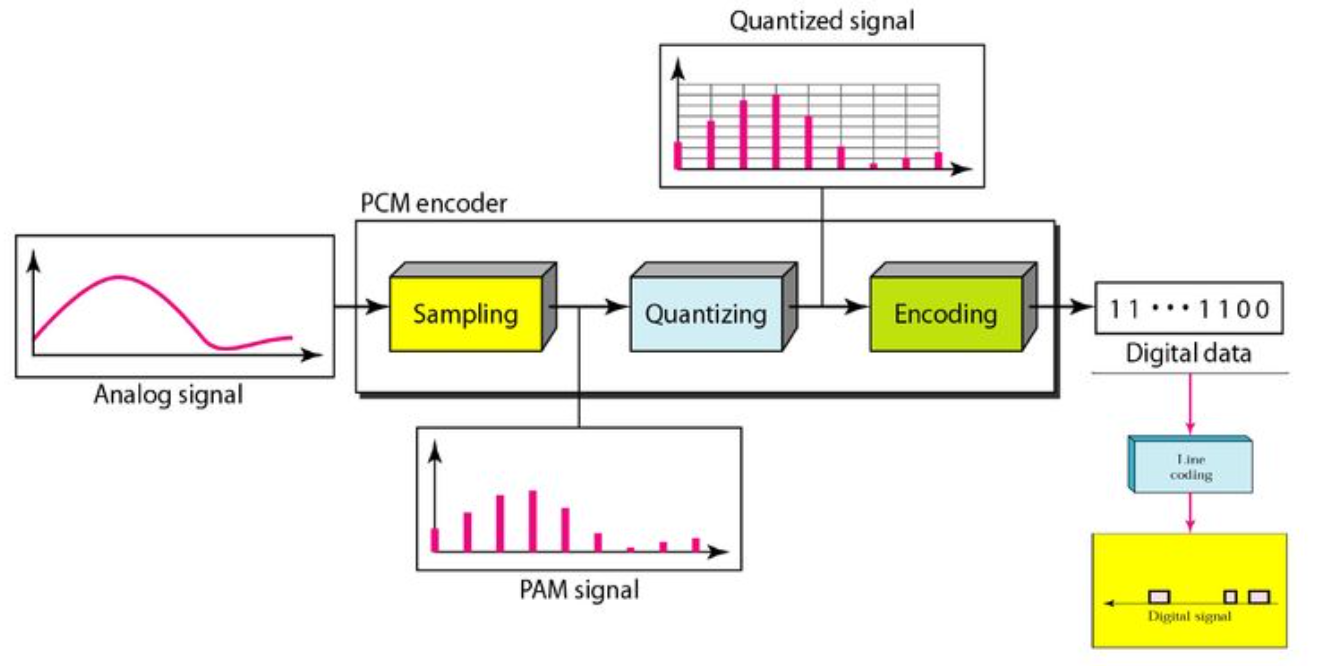 Quantized signal
PCM encoder
Analog signal
Sampling
Quantizing
Encoding
11 ••• 1100
Digital data
PAM signal
Line
coding
Digital signal